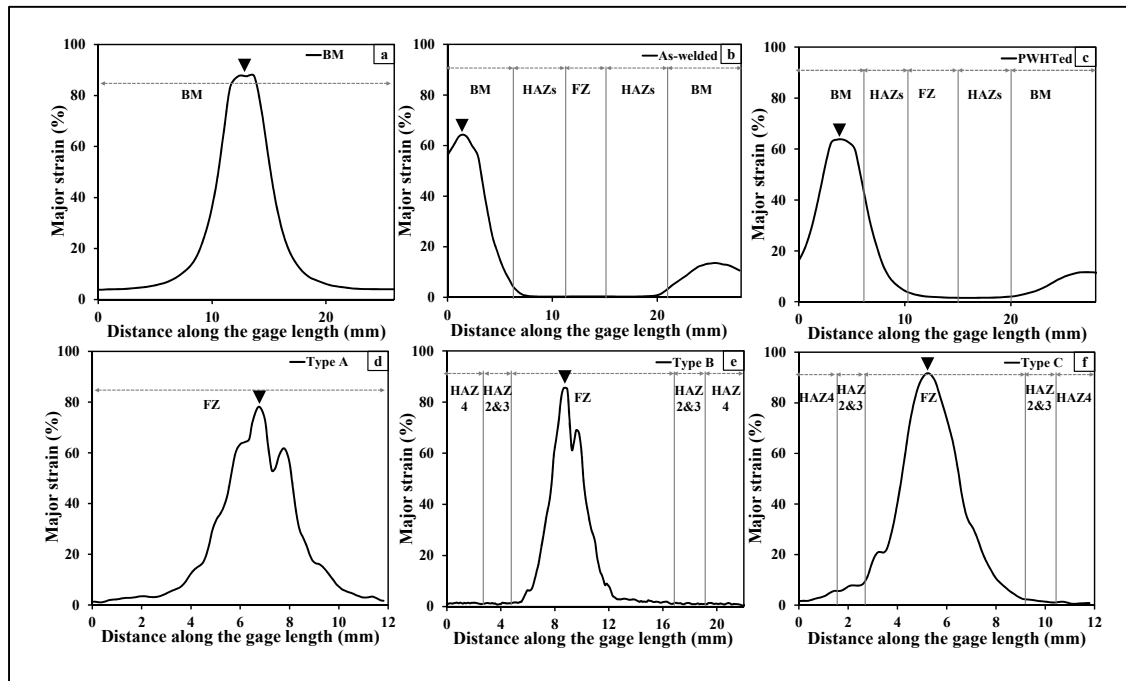 100
80
60
40
20
0
Major strain (%)
BM
a
BM
0 10 20
Distance along the gage length (mm)
100
80
60
40
20
0
Major strain (%)
As-welded
b
BM HAZs FZ HAZs BM
0 10 20
Distance along the gage length (mm)
100
80
60
40
20
0
Major strain (%)
PWHTed
c
BM HAZs FZ HAZs BM
0 10 20
Distance along the gage length (mm)
100
80
60
40
20
0
Major strain (%)
Type A
d
FZ
0 2 4 6 8 10 12
Distance along the gage length (mm)
100
80
60
40
20
0
Major strain (%)
Type B
e
HAZ HAZ FZ HAZ HAZ
4 2&3 2&3 4
0 4 8 12 16 20
Distance along the gage length (mm)
100
80
60
40
20
0
Major strain (%)
Type C
f
HAZ4 HAZ FZ HAZ HAZ4
2&3 2&3
0 2 4 6 8 10 12
Distance along the gage length (mm)